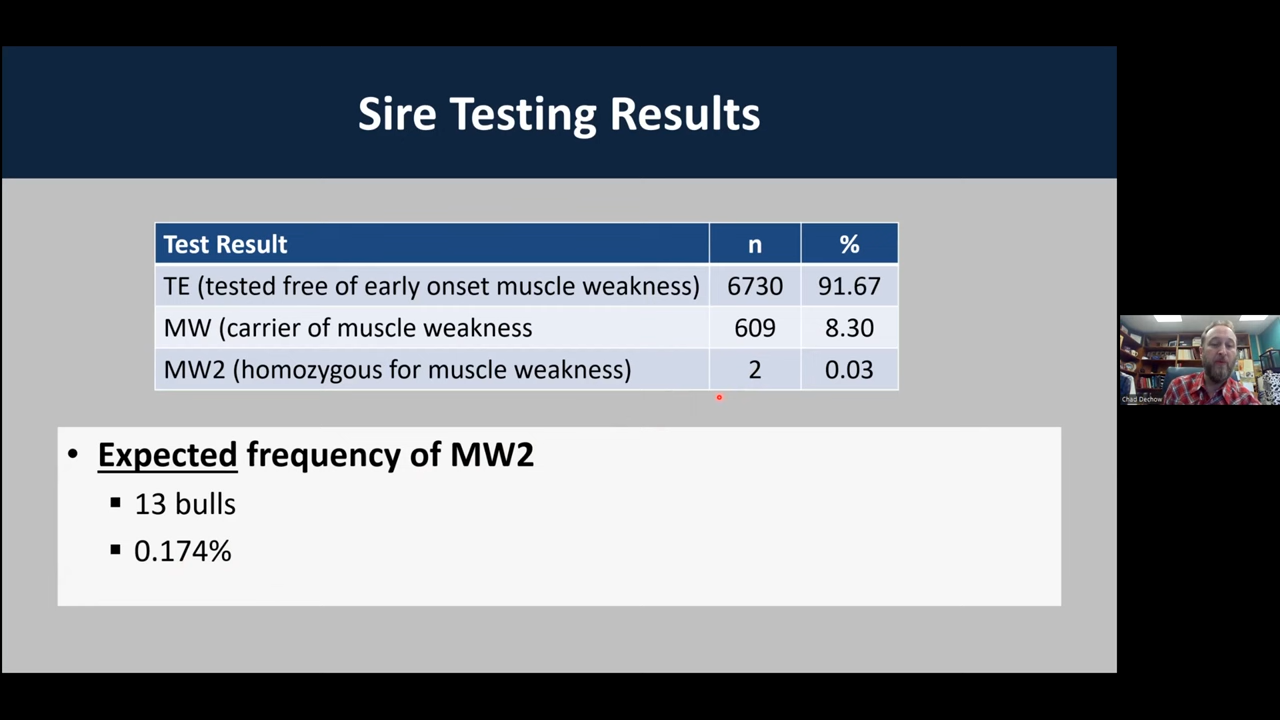 Sire Testing Results
Test Result n %
TE (tested free of early onset muscle weakness) 6730 91.67
MW (carrier of muscle weakness 609 8.30
MW2 (homozygous for muscle weakness) 2 0.03
• Expected frequency of MW2
▪ 13 bulls
▪ 0.174%
Chad Dechow